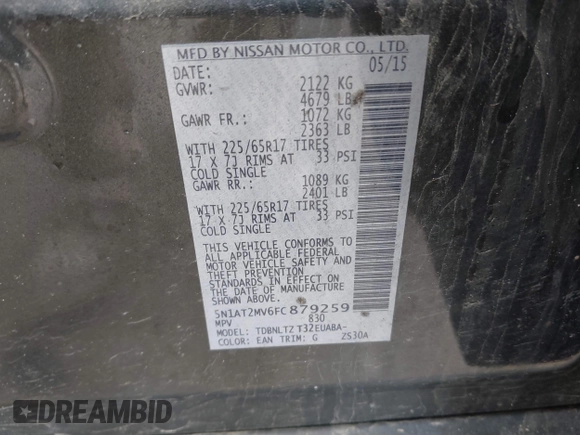 MFD BY NISSAN MOTOR CO., LTD.
DATE: 05/15
GVWR: 2122 KG
4679 LB
GAWR FR.: 1072 KG
2363 LB
WITH 225/65R17 TIRES
17 X 7J RIMS AT 33 PSI
COLD SINGLE
GAWR RR.: 1089 KG
2401 LB
WITH 225/65R17 TIRES
17 X 7J RIMS AT 33 PSI
COLD SINGLE
THIS VEHICLE CONFORMS TO
ALL APPLICABLE FEDERAL
MOTOR VEHICLE SAFETY AND
THEFT PREVENTION
STANDARDS IN EFFECT ON
THE DATE OF MANUFACTURE
SHOWN ABOVE.
5N1AT2MV6FC879259
MPV 830
MODEL: TDBNLTZ T32EUABA-
COLOR: EAN TRIM: G ZS30A
DREAMBID